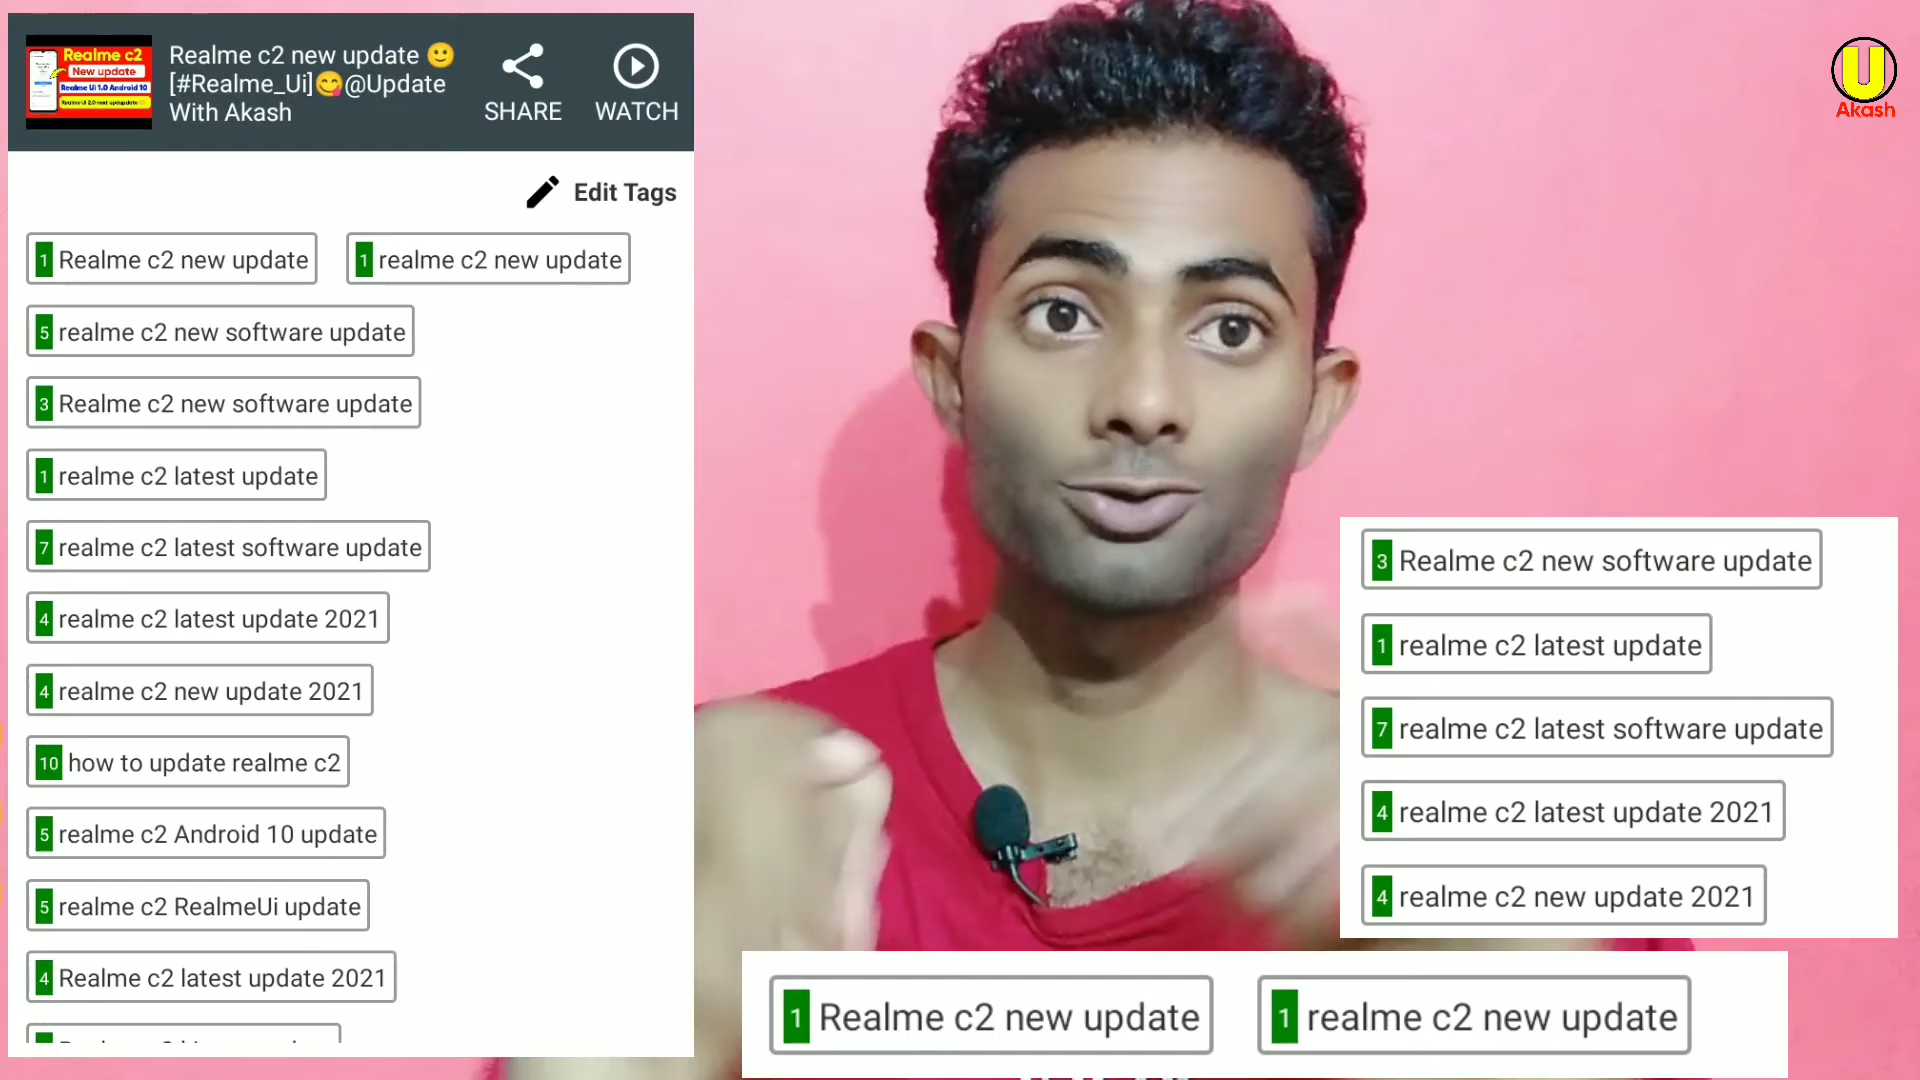 Realme c2
New update
Realme Ui 1.0 Android 10
Realme c2 new update 🙂
[#Realme_Ui]😋@Update
With Akash
SHARE
WATCH
Edit Tags
1 Realme c2 new update
1 realme c2 new update
5 realme c2 new software update
3 Realme c2 new software update
1 realme c2 latest update
7 realme c2 latest software update
4 realme c2 latest update 2021
4 realme c2 new update 2021
10 how to update realme c2
5 realme c2 Android 10 update
5 realme c2 RealmeUi update
4 Realme c2 latest update 2021
U
Akash
3 Realme c2 new software update
1 realme c2 latest update
7 realme c2 latest software update
4 realme c2 latest update 2021
4 realme c2 new update 2021
1 Realme c2 new update
1 realme c2 new update